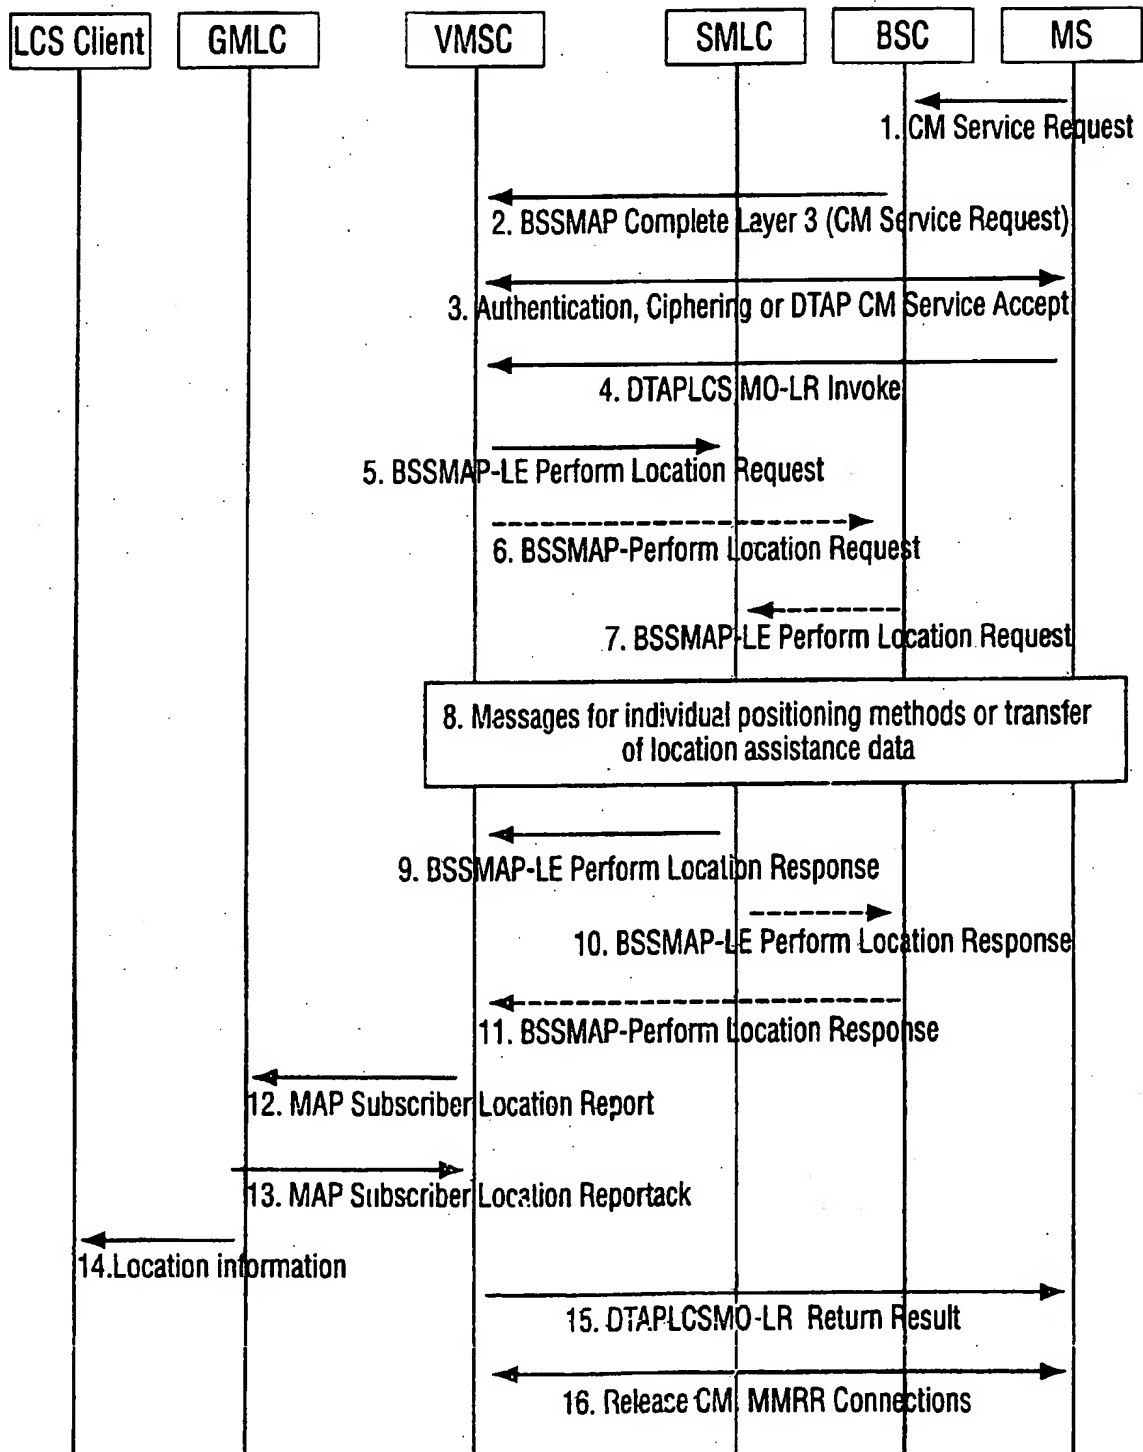 LCS Client GMLC VMSC SMLC BSC MS
1. CM Service Request
2. BSSMAP Complete Layer 3 (CM Service Request)
3. Authentication, Ciphering or DTAP CM Service Accept
4. DTAPLCS MO-LR Invoke
5. BSSMAP-LE Perform Location Request
6. BSSMAP-Perform Location Request
7. BSSMAP-LE Perform Location Request
8. Messages for individual positioning methods or transfer
of location assistance data
9. BSSMAP-LE Perform Location Response
10. BSSMAP-LE Perform Location Response
11. BSSMAP-Perform Location Response
12. MAP Subscriber Location Report
13. MAP Subscriber Location Reportack
14.Location information
15. DTAPLCSMO-LR Return Result
16. Release CM, MMRR Connections